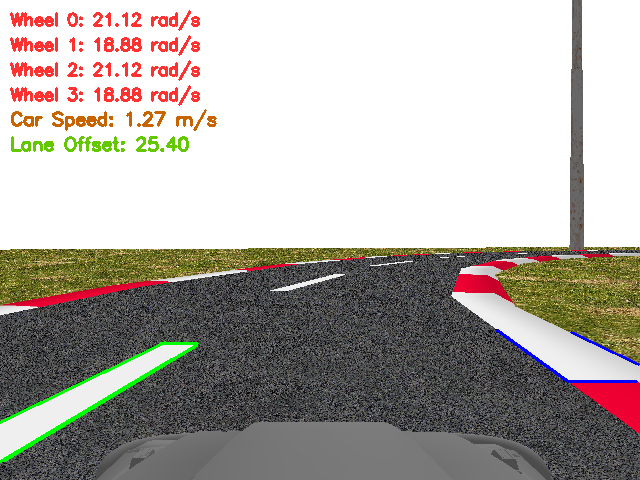 Wheel 0: 21.12 rad/s
Wheel 1: 18.88 rad/s
Wheel 2: 21.12 rad/s
Wheel 3: 18.88 rad/s
Car Speed: 1.27 m/s
Lane Offset: 25.40